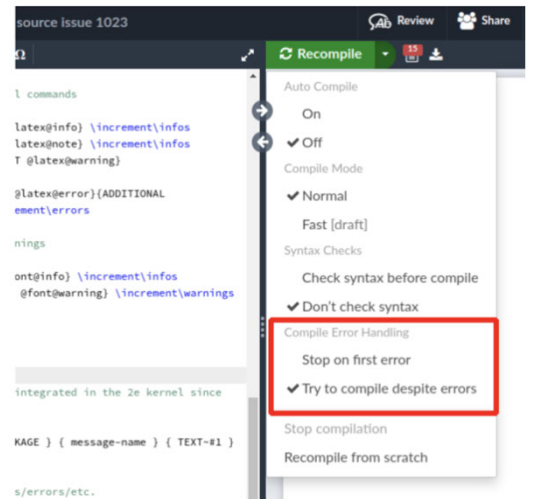 source issue 1023
Review
Share
Ω
Recompile
15
l commands
latex@info} \increment\infos
latex@note} \increment\infos
T @latex@warning}
@latex@error}{ADDITIONAL
ement\errors
nings
ont@info} \increment\infos
@font@warning} \increment\warnings
integrated in the 2e kernel since
KAGE } { message-name } { TEXT-#1 }
s/errors/etc.
Auto Compile
On
Off
Compile Mode
Normal
Fast [draft]
Syntax Checks
Check syntax before compile
Don't check syntax
Compile Error Handling
Stop on first error
Try to compile despite errors
Stop compilation
Recompile from scratch